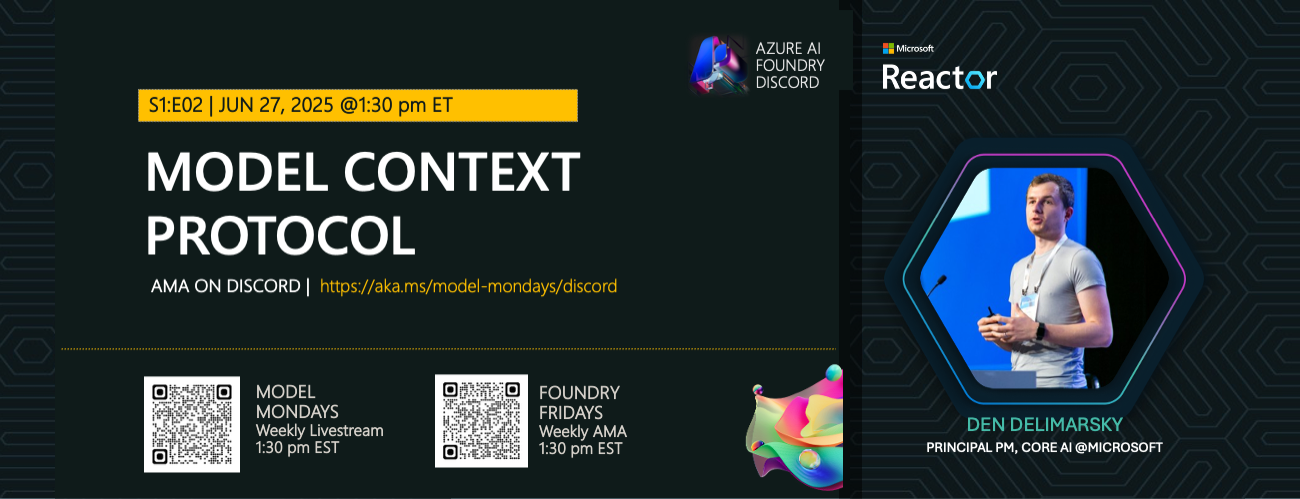 AZURE AI
FOUNDRY
DISCORD
Microsoft
Reactor
S1:E02 | JUN 27, 2025 @1:30 pm ET
MODEL CONTEXT
PROTOCOL
AMA ON DISCORD | https://aka.ms/model-mondays/discord
MODEL
MONDAYS
Weekly Livestream
1:30 pm EST
FOUNDRY
FRIDAYS
Weekly AMA
1:30 pm EST
DEN DELIMARSKY
PRINCIPAL PM, CORE AI @MICROSOFT